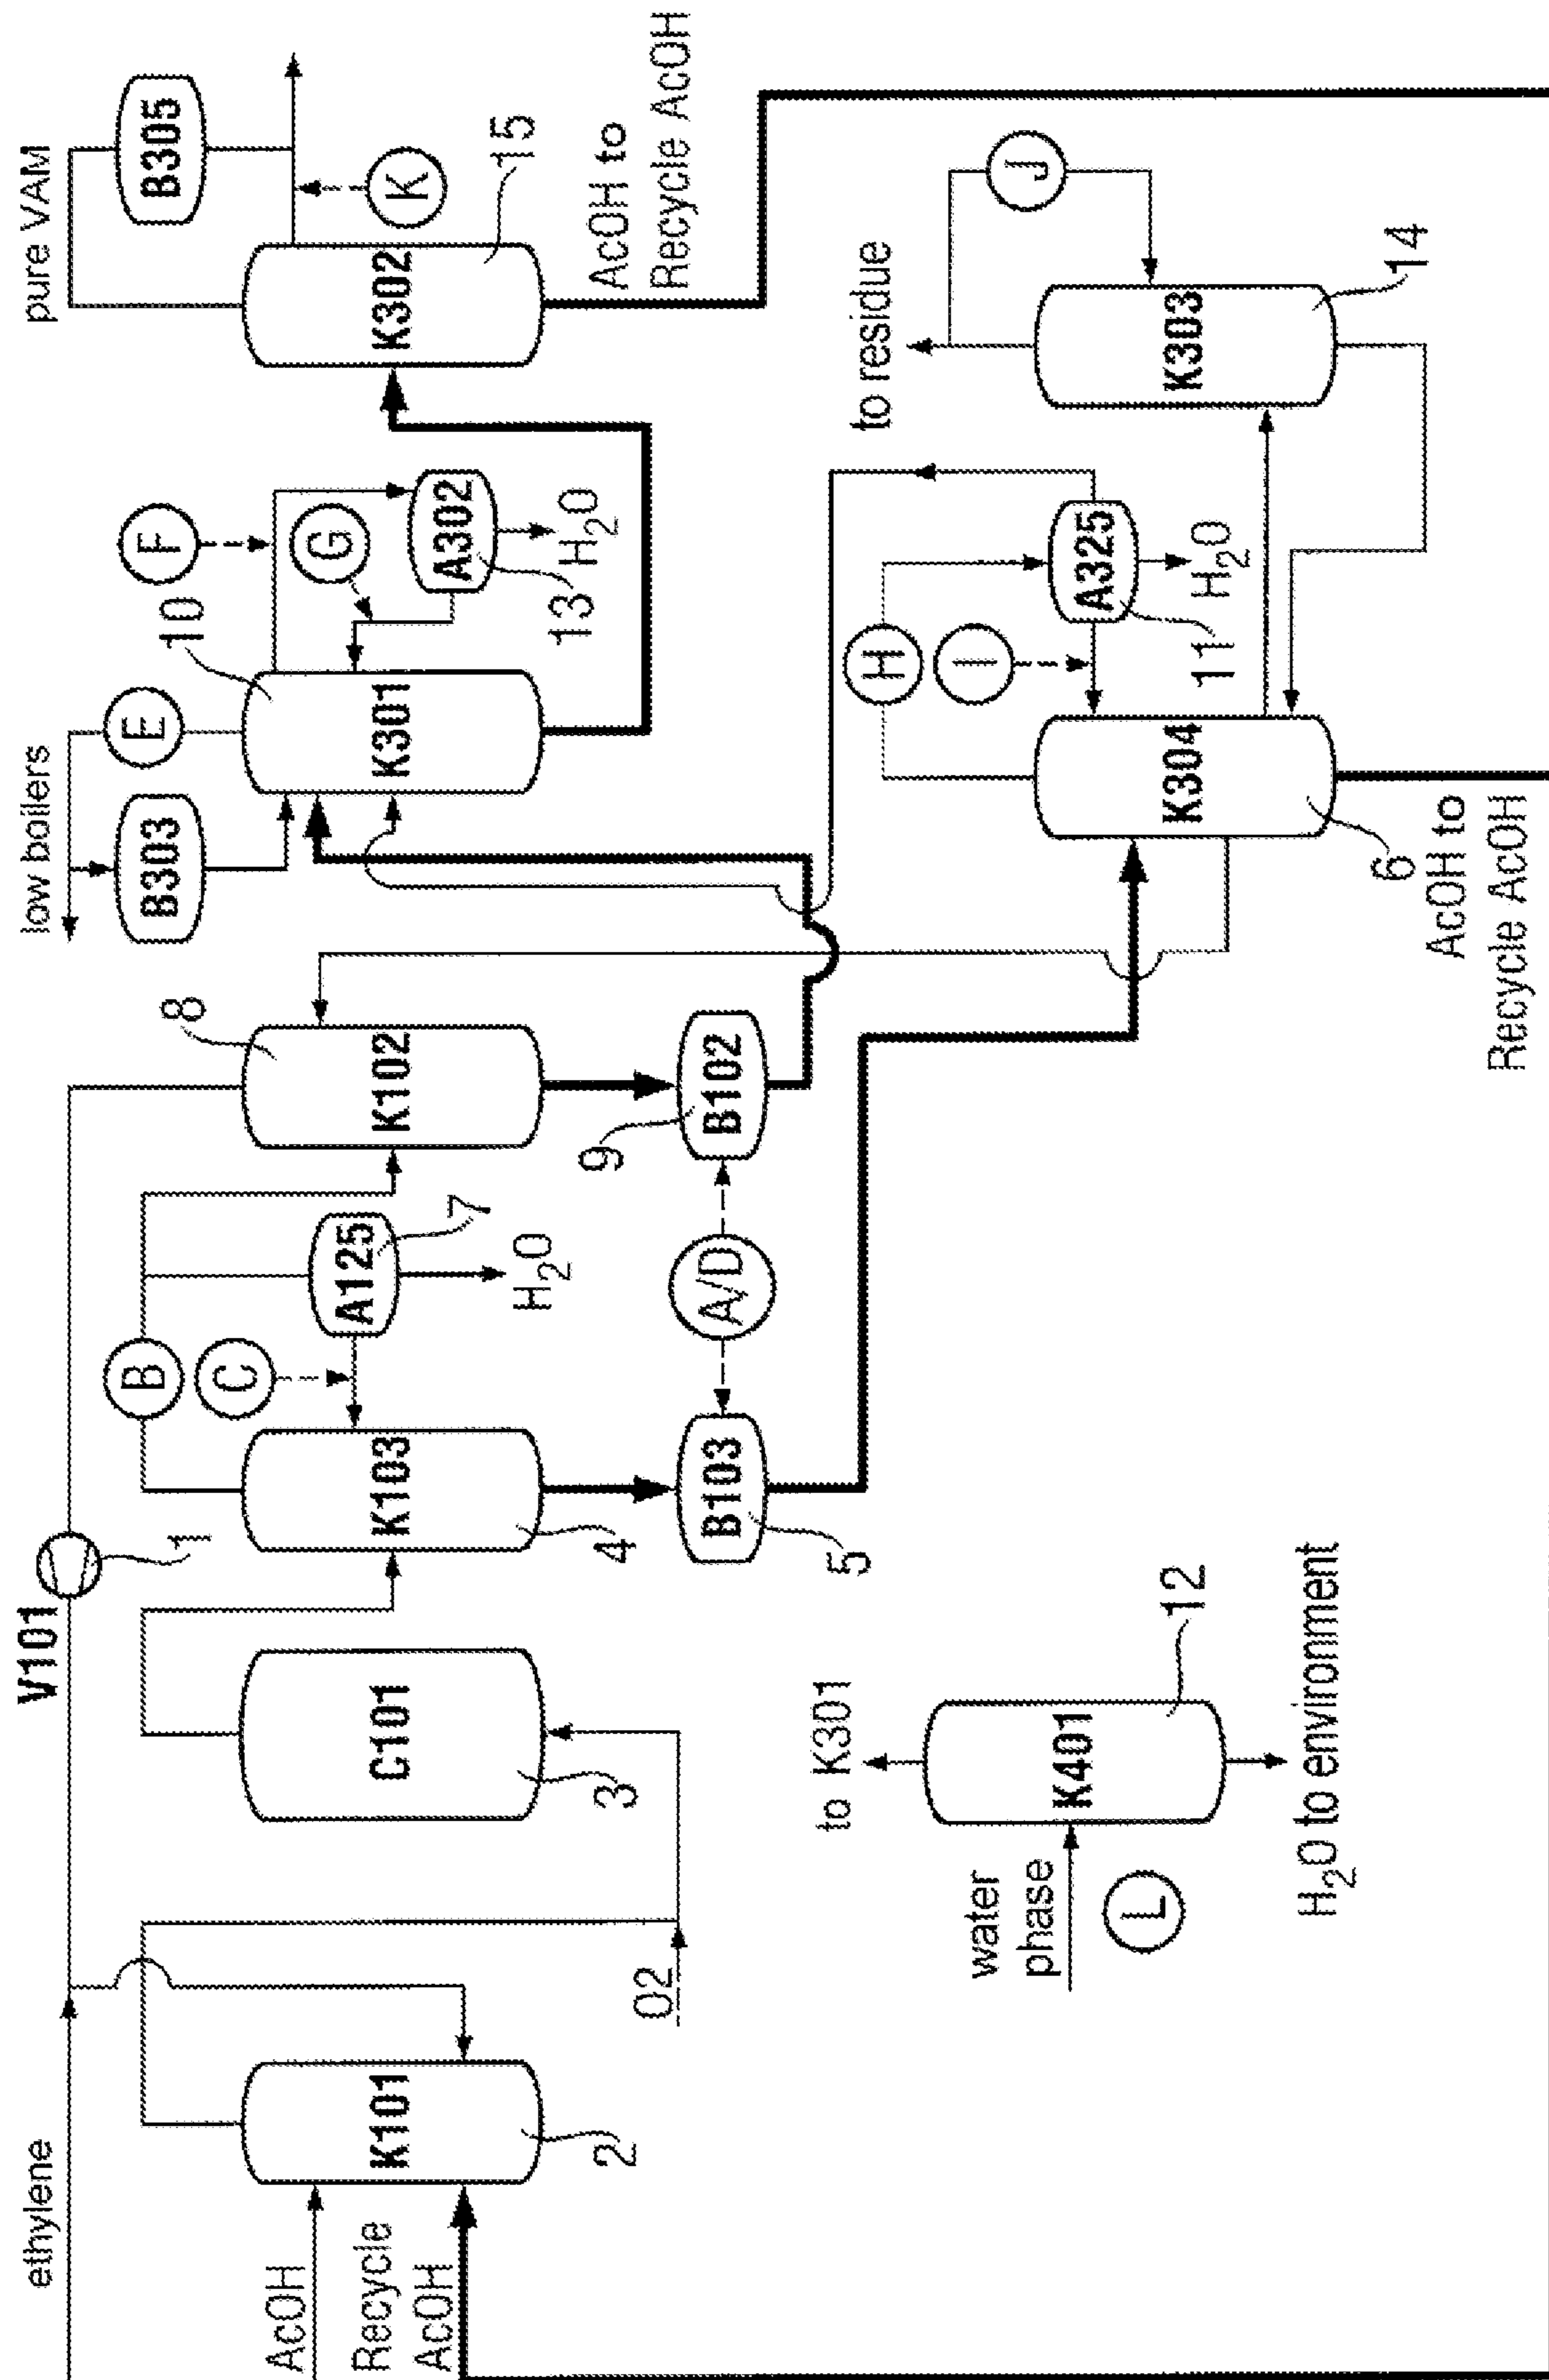 ethylene
V101
1
AcOH
Recycle
AcOH
K101
2
O2
C101
3
B
C
K103
4
A125
7
H2O
K102
8
B103
5
A/D
B102
9
low boilers
B303
E
K301
10
F
G
A302
13
H2O
pure VAM
B305
K
K302
15
AcOH to
Recycle AcOH
water
phase
L
to K301
K401
12
H2O to environment
K304
6
AcOH to
Recycle AcOH
H
I
A325
11
H2O
to residue
K303
14
J